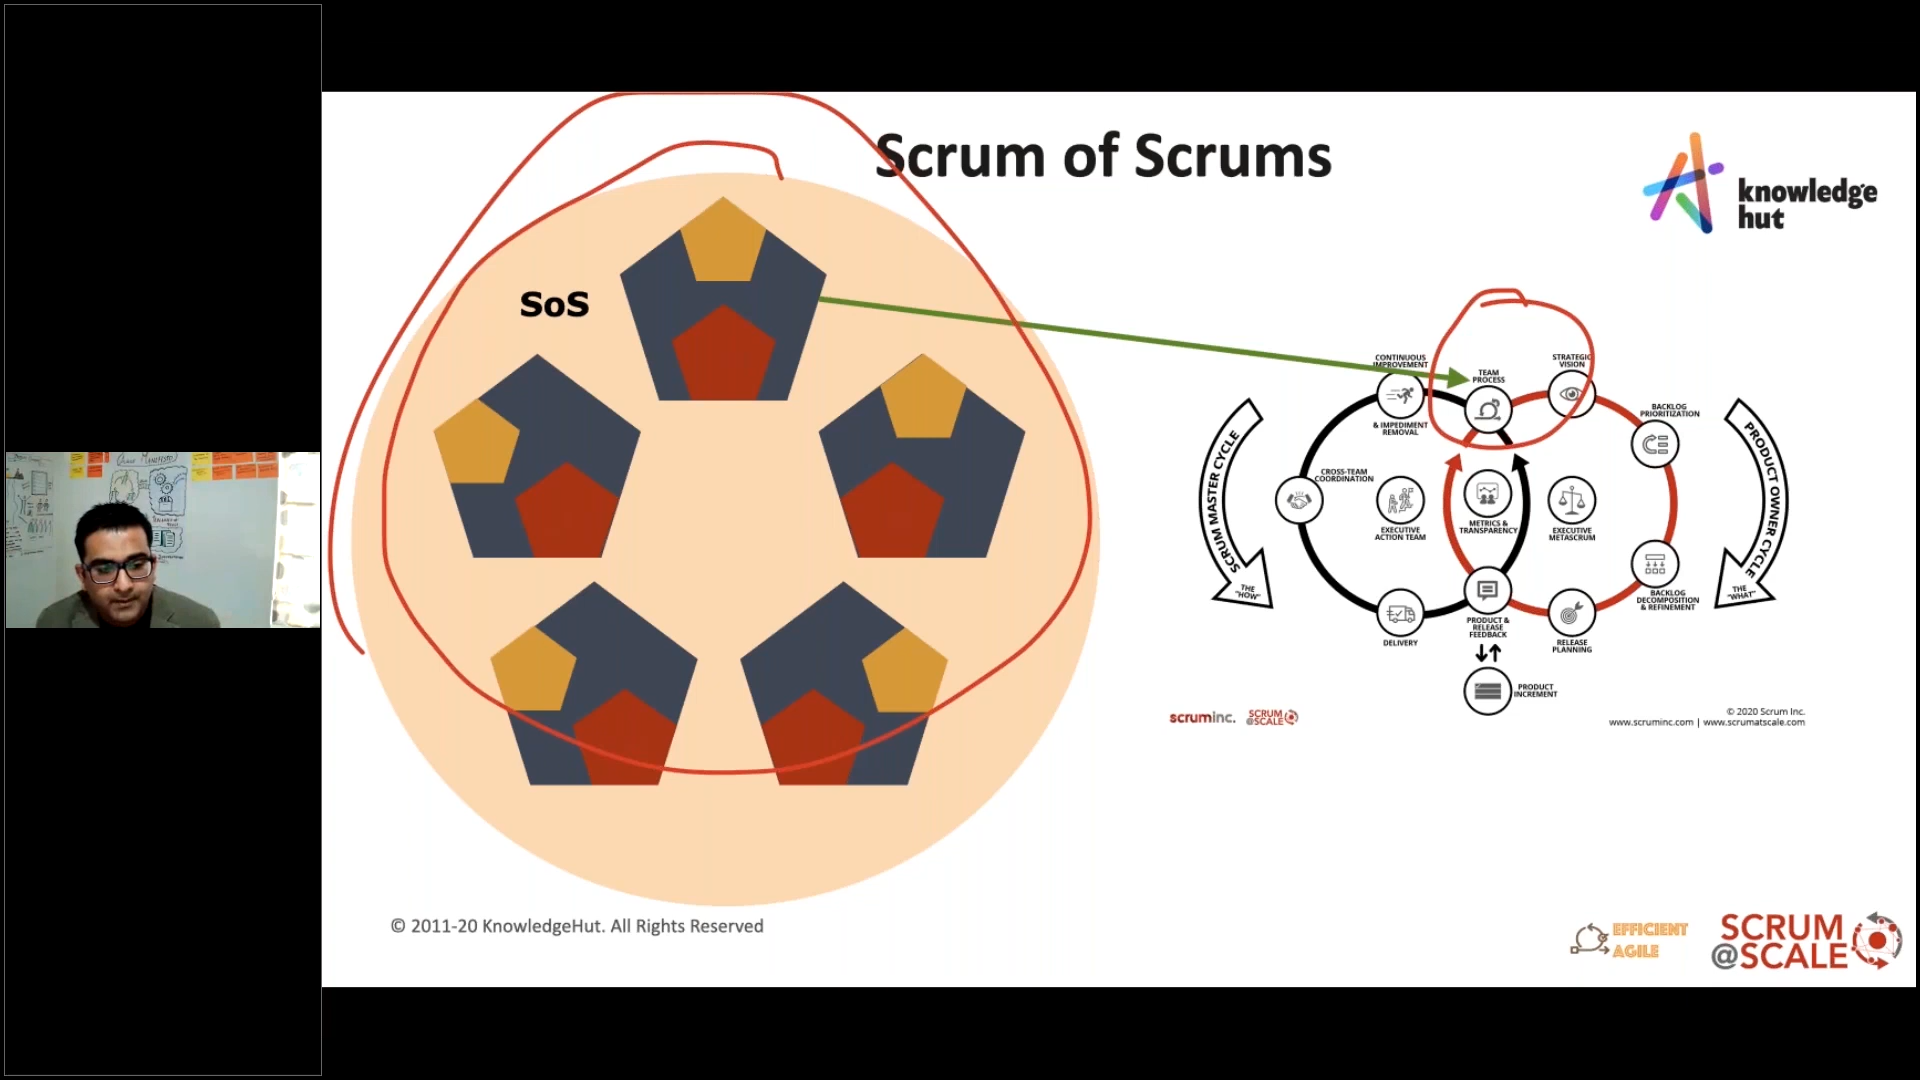 Scrum of Scrums
knowledge
hut
SoS
CONTINUOUS
IMPROVEMENT
& IMPEDIMENT
REMOVAL
TEAM
PROCESS
STRATEGIC
VISION
BACKLOG
PRIORITIZATION
SCRUM MASTER CYCLE
THE
"HOW"
PRODUCT OWNER CYCLE
THE
"WHAT"
CROSS-TEAM
COORDINATION
EXECUTIVE
ACTION TEAM
METRICS &
TRANSPARENCY
EXECUTIVE
METASCRUM
BACKLOG
DECOMPOSITION
& REFINEMENT
DELIVERY
PRODUCT &
RELEASE
FEEDBACK
RELEASE
PLANNING
PRODUCT
INCREMENT
scruminc.
SCRUM
@SCALE
© 2020 Scrum Inc.
www.scruminc.com | www.scrumatscale.com
© 2011-20 KnowledgeHut. All Rights Reserved
EFFICIENT
AGILE
SCRUM
@SCALE